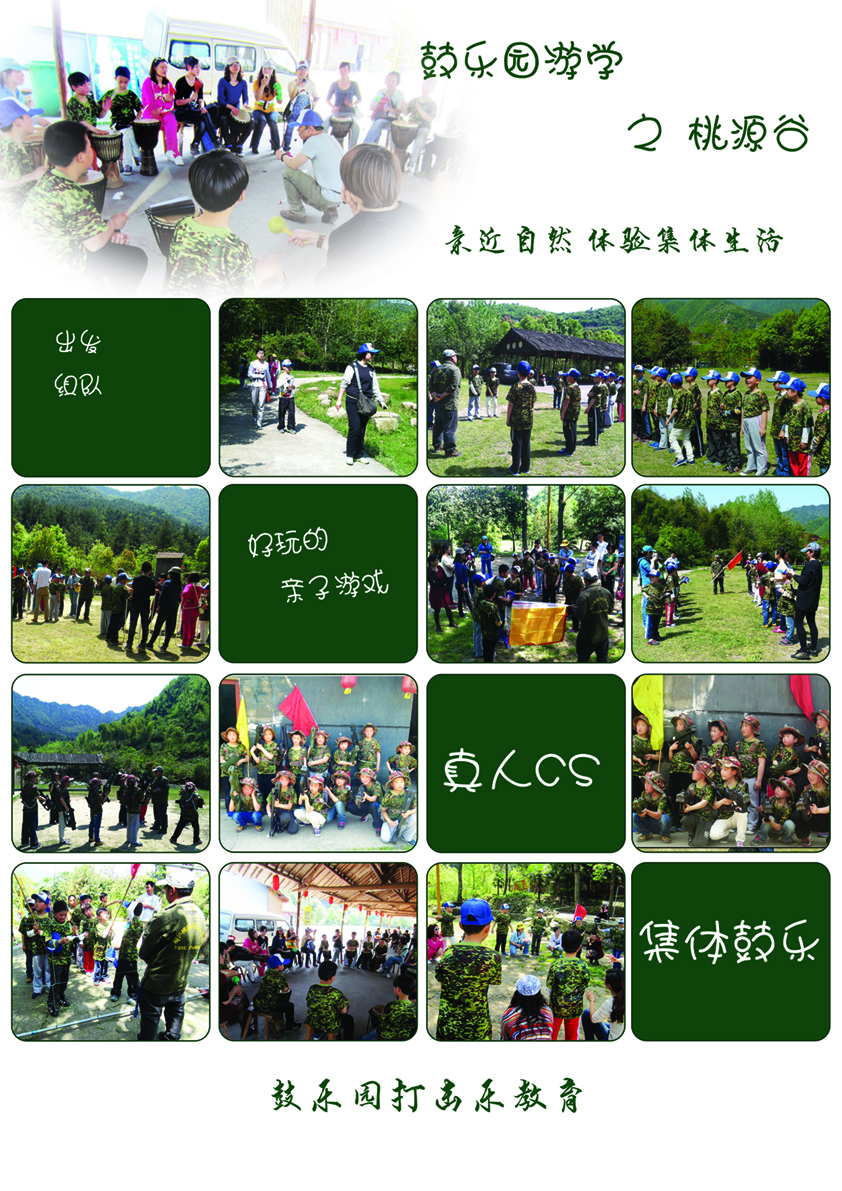 鼓乐园游学
之 桃源谷
亲近自然 体验集体生活
出发
组队
好玩的
亲子游戏
真人CS
集体鼓乐
鼓乐园打击乐教育